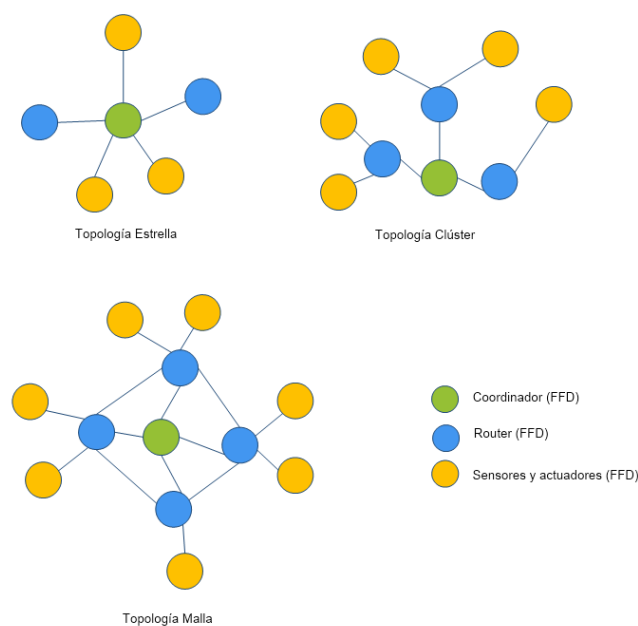 Topología Estrella
Topología Clúster
Coordinador (FFD)
Router (FFD)
Sensores y actuadores (FFD)
Topología Malla